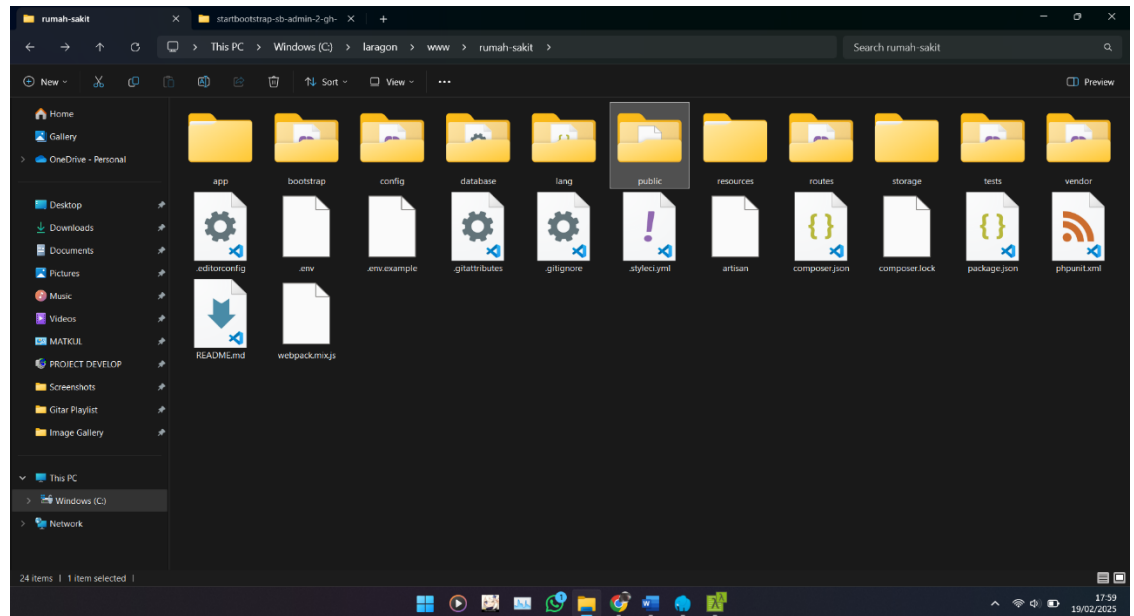 rumah-sakit
startbootstrap-sb-admin-2-gh-
This PC > Windows (C:) > laragon > www > rumah-sakit >
Search rumah-sakit
New
Sort
View
Preview
Home
Gallery
OneDrive - Personal
Desktop
Downloads
Documents
Pictures
Music
Videos
MATKUL
PROJECT DEVELOP
Screenshots
Gitar Playlist
Image Gallery
This PC
Windows (C:)
Network
app bootstrap config database lang public resources routes storage tests vendor
.editorconfig .env .env.example .gitattributes .gitignore .styleci.yml artisan composer.json composer.lock package.json phpunit.xml
README.md webpack.mix.js
24 items | 1 item selected |
17:59
19/02/2025